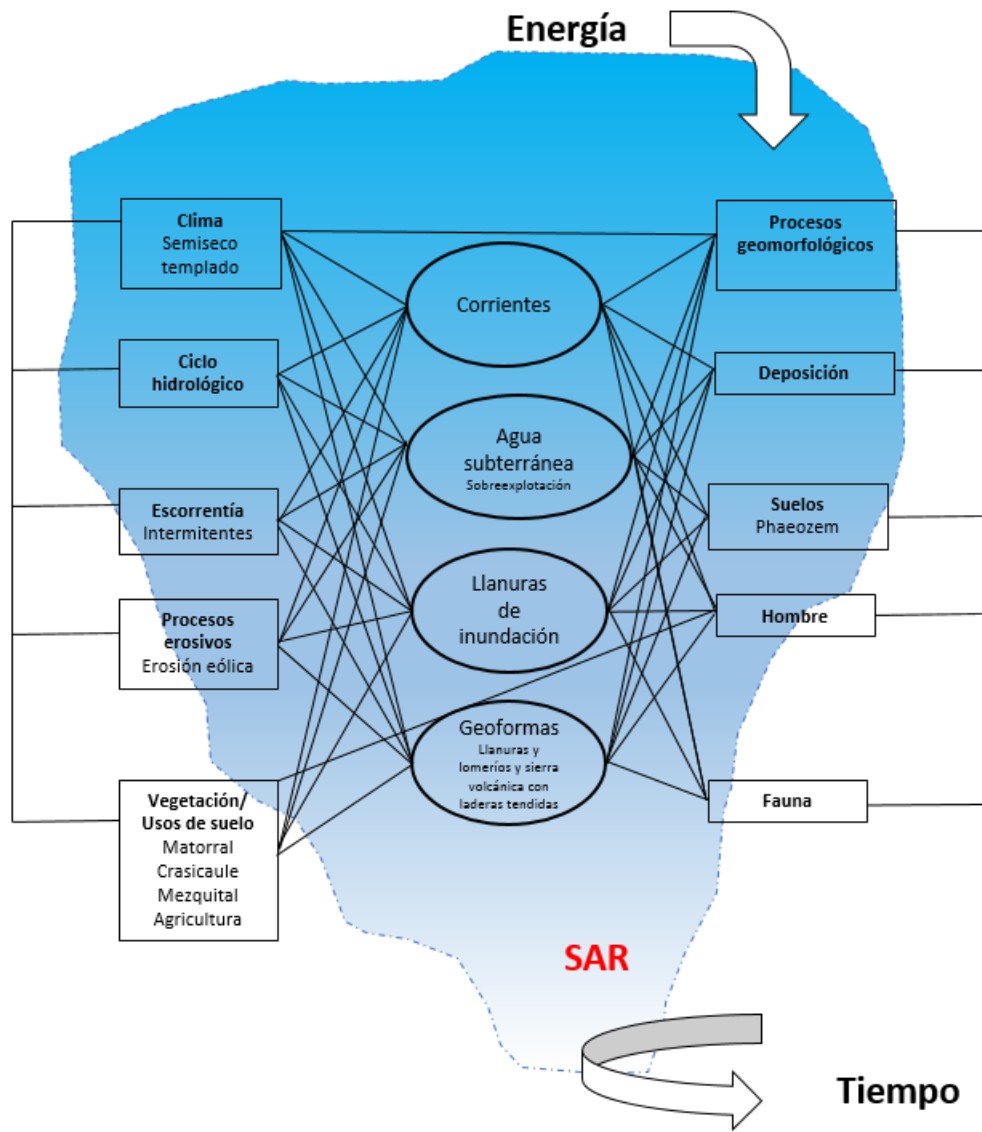 Energía
Clima
Semiseco
templado
Procesos
geomorfológicos
Corrientes
Ciclo
hidrológico
Deposición
Agua
subterránea
Sobreexplotación
Escorrentía
Intermitentes
Suelos
Phaeozem
Llanuras
de
inundación
Procesos
erosivos
Erosión eólica
Hombre
Geoformas
Llanuras y
lomeríos y sierra
volcánica con
laderas tendidas
Vegetación/
Usos de suelo
Matorral
Crasicaule
Mezquital
Agricultura
Fauna
SAR
Tiempo